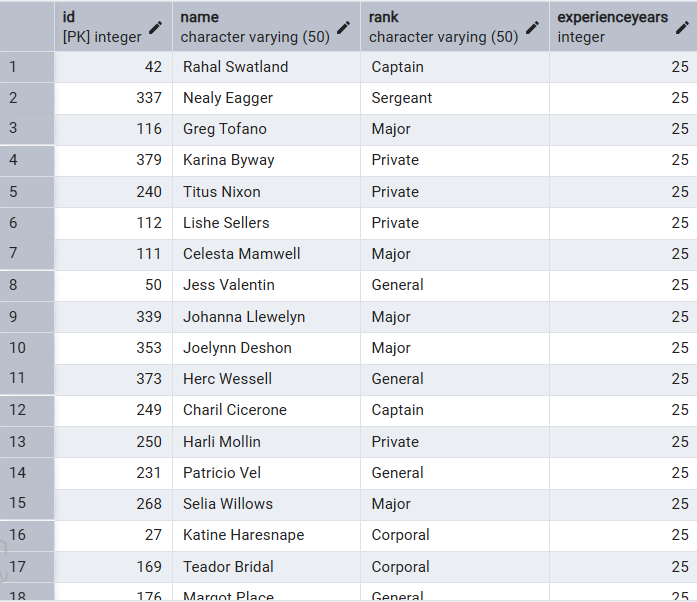 id name rank experienceyears
[PK] integer character varying (50) character varying (50) integer
1 42 Rahal Swatland Captain 25
2 337 Nealy Eagger Sergeant 25
3 116 Greg Tofano Major 25
4 379 Karina Byway Private 25
5 240 Titus Nixon Private 25
6 112 Lishe Sellers Private 25
7 111 Celesta Mamwell Major 25
8 50 Jess Valentin General 25
9 339 Johanna Llewelyn Major 25
10 353 Joelynn Deshon Major 25
11 373 Herc Wessell General 25
12 249 Charil Cicerone Captain 25
13 250 Harli Mollin Private 25
14 231 Patricio Vel General 25
15 268 Selia Willows Major 25
16 27 Katine Haresnape Corporal 25
17 169 Teador Bridal Corporal 25
18 176 Margot Place General 25